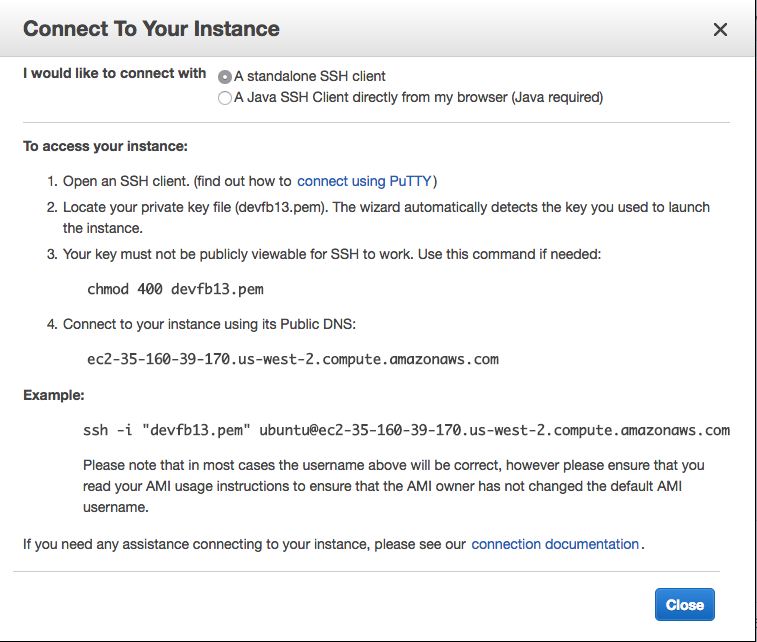 Connect To Your Instance
I would like to connect with
A standalone SSH client
A Java SSH Client directly from my browser (Java required)
To access your instance:
1. Open an SSH client. (find out how to connect using PuTTY)
2. Locate your private key file (devfb13.pem). The wizard automatically detects the key you used to launch
the instance.
3. Your key must not be publicly viewable for SSH to work. Use this command if needed:
chmod 400 devfb13.pem
4. Connect to your instance using its Public DNS:
ec2-35-160-39-170.us-west-2.compute.amazonaws.com
Example:
ssh -i "devfb13.pem" ubuntu@ec2-35-160-39-170.us-west-2.compute.amazonaws.com
Please note that in most cases the username above will be correct, however please ensure that you
read your AMI usage instructions to ensure that the AMI owner has not changed the default AMI
username.
If you need any assistance connecting to your instance, please see our connection documentation.
Close